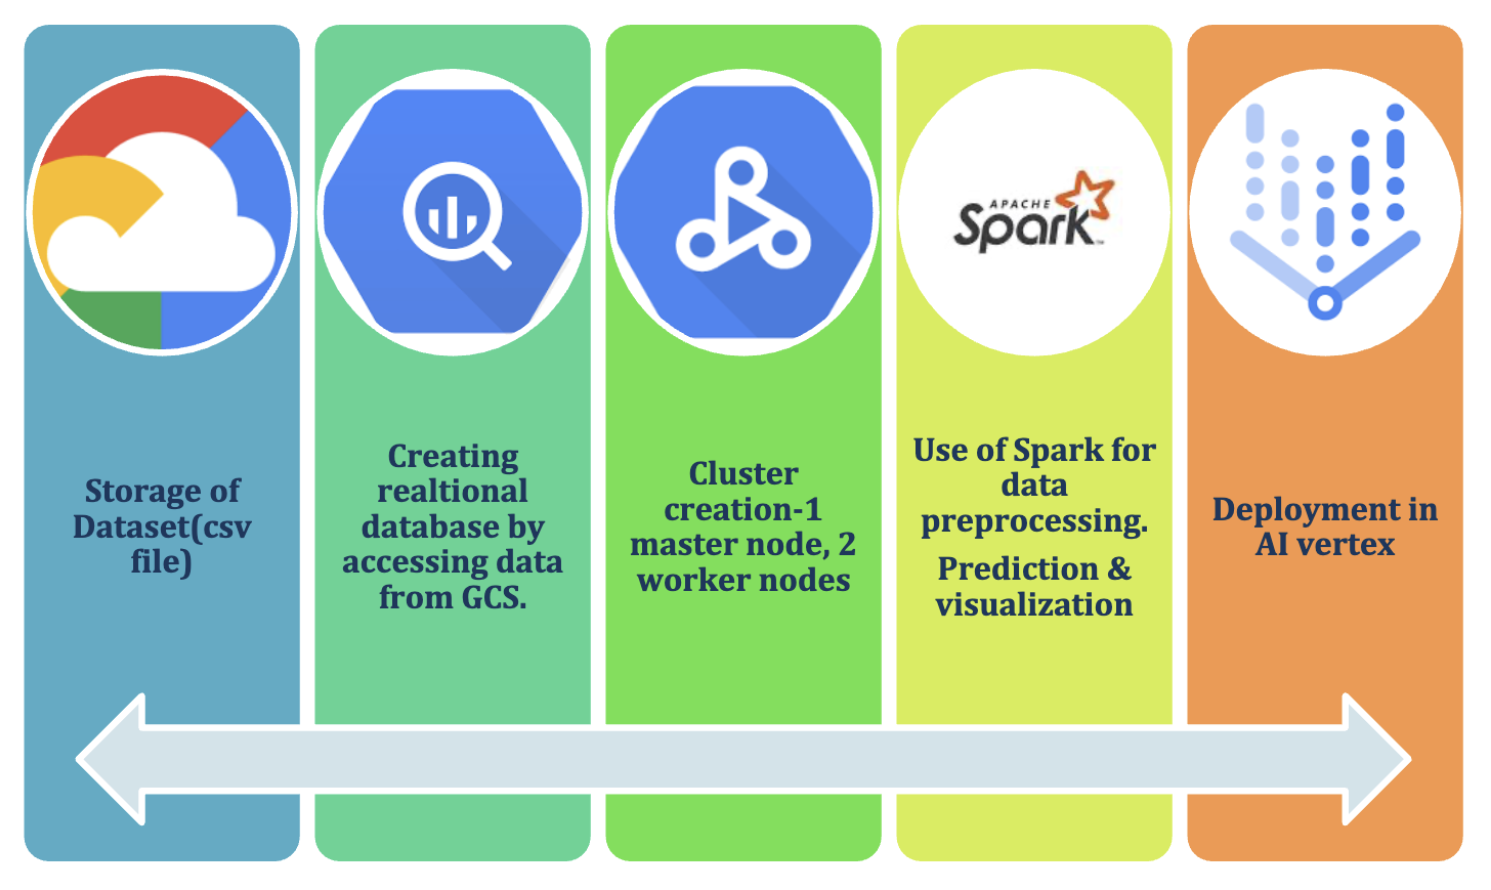 APACHE
Spark
Storage of
Dataset(csv
file)
Creating
realtional
database by
accessing data
from GCS.
Cluster
creation-1
master node, 2
worker nodes
Use of Spark for
data
preprocessing.
Prediction &
visualization
Deployment in
AI vertex